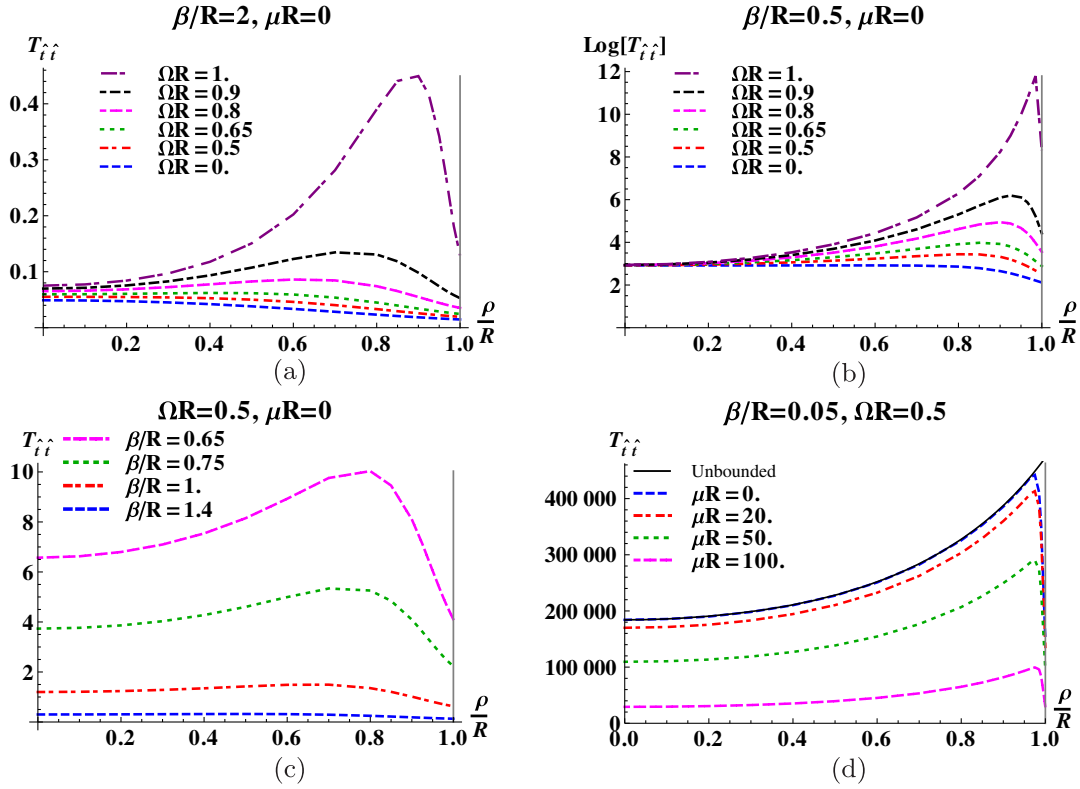 β/R=2, μR=0
T_{t̂ t̂}
ΩR = 1.
ΩR = 0.9
ΩR = 0.8
ΩR = 0.65
ΩR = 0.5
ΩR = 0.
0.4
0.3
0.2
0.1
0.2 0.4 0.6 0.8 1.0
ρ/R
(a)
β/R=0.5, μR=0
Log[T_{t̂ t̂}]
ΩR = 1.
ΩR = 0.9
ΩR = 0.8
ΩR = 0.65
ΩR = 0.5
ΩR = 0.
12
10
8
6
4
2
0.2 0.4 0.6 0.8 1.0
ρ/R
(b)
ΩR=0.5, μR=0
T_{t̂ t̂}
β/R = 0.65
β/R = 0.75
β/R = 1.
β/R = 1.4
10
8
6
4
2
0.2 0.4 0.6 0.8 1.0
ρ/R
(c)
β/R=0.05, ΩR=0.5
T_{t̂ t̂}
Unbounded
μR = 0.
μR = 20.
μR = 50.
μR = 100.
400 000
300 000
200 000
100 000
0
0.0 0.2 0.4 0.6 0.8 1.0
ρ/R
(d)